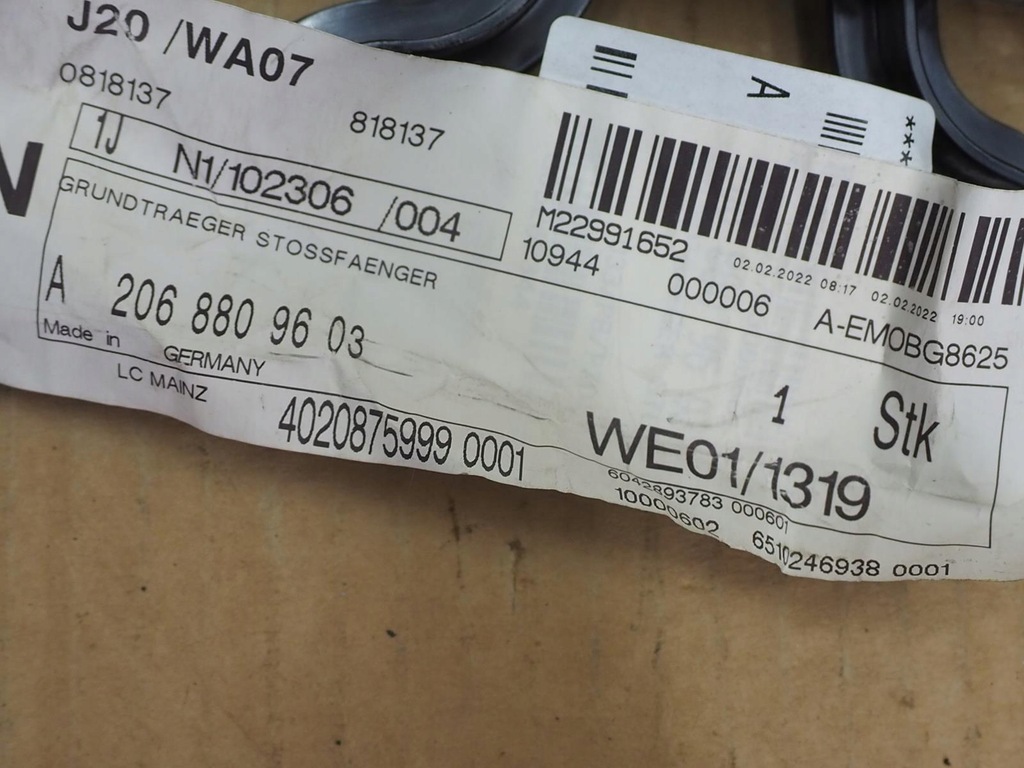 J20 /WA07
0818137
818137
1J N1/102306 /004
N
GRUNDTRAEGER STOSSFAENGER
A 206 880 96 03
Made in GERMANY
LC MAINZ
4020875999 0001
A
***
M22991652
10944
000006
02.02.2022 08:17
02.02.2022 19:00
A-EMOBG8625
1 Stk
WE01/1319
000601
10000602
6510246938 0001